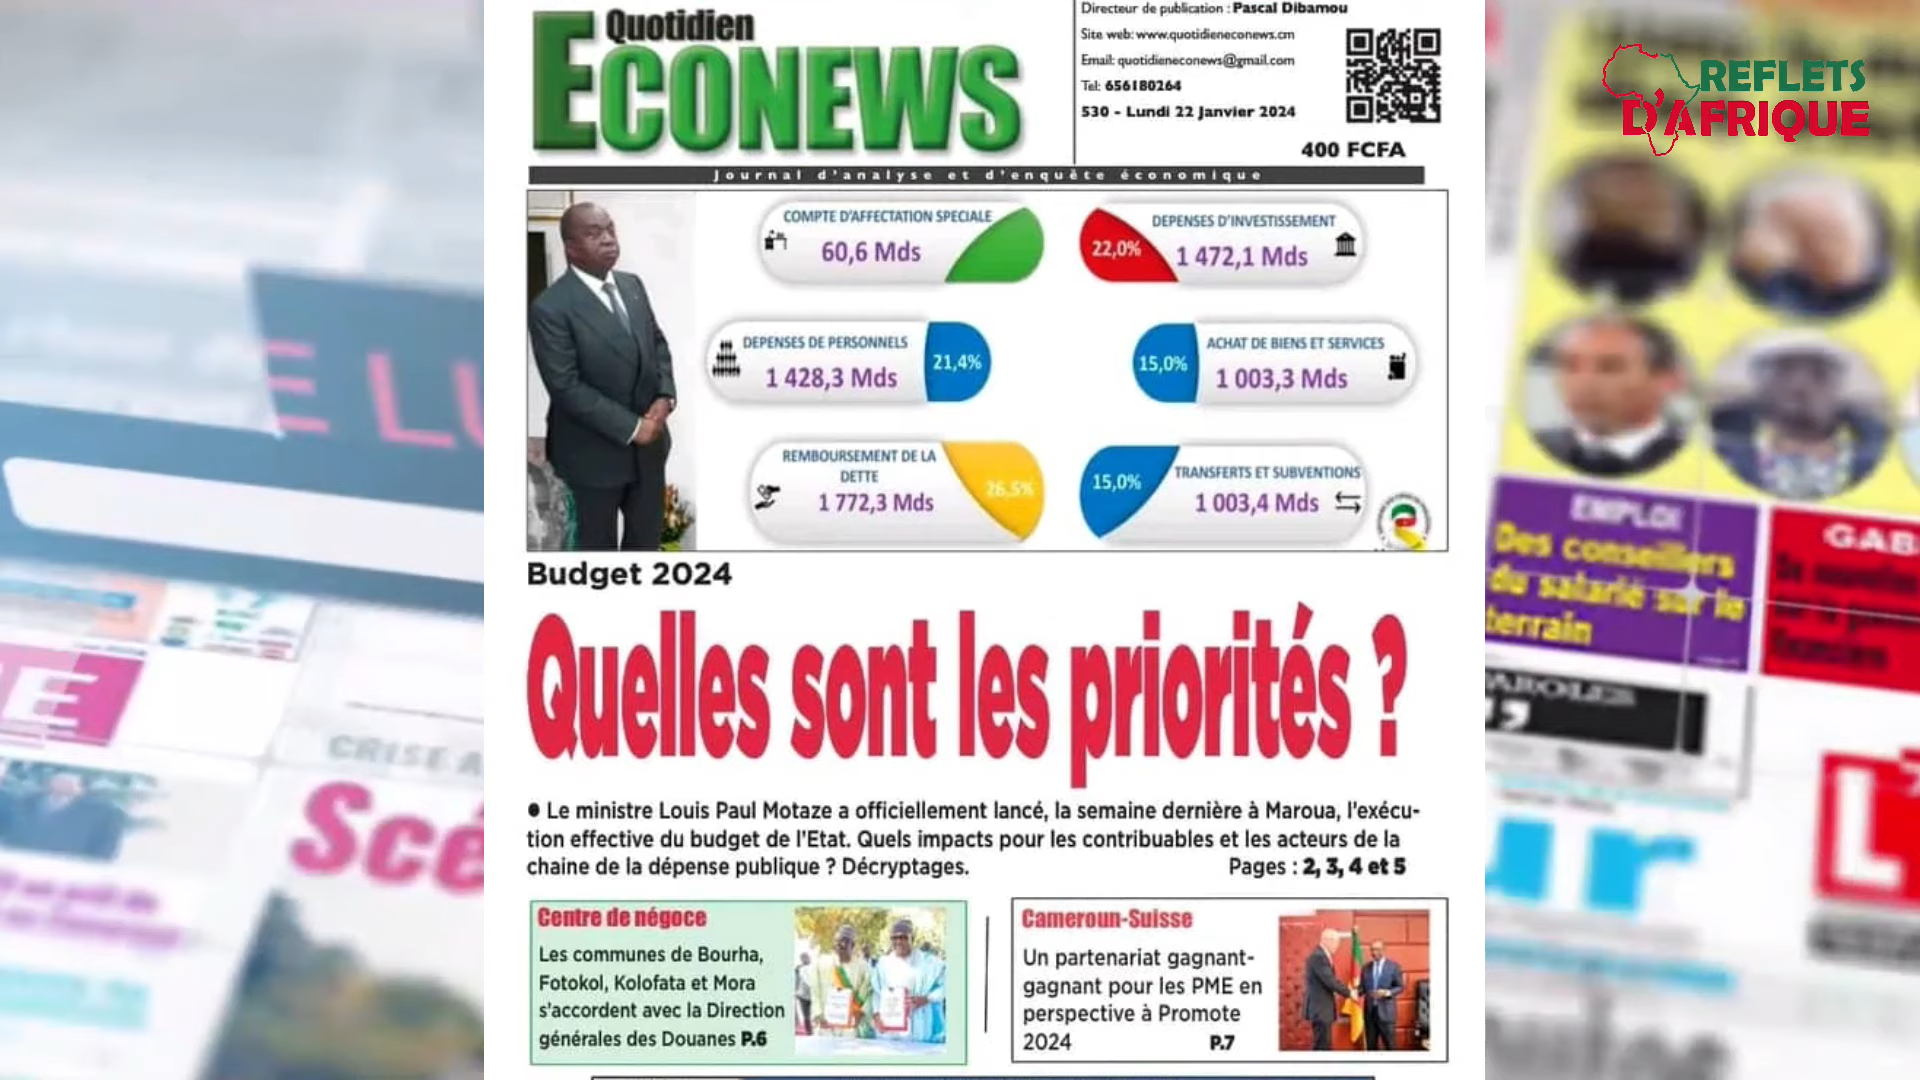 Quotidien
ECONEWS
Directeur de publication : Pascal Dibamou
Site web: www.quotidieneconews.cm
Email: quotidieneconews@gmail.com
Tel: 656180264
530 - Lundi 22 Janvier 2024
400 FCFA
Journal d'analyse et d'enquête économique
REFLETS
D'AFRIQUE
COMPTE D'AFFECTATION SPECIALE
60,6 Mds
DEPENSES D'INVESTISSEMENT
22,0%
1 472,1 Mds
DEPENSES DE PERSONNELS
1 428,3 Mds
21,4%
ACHAT DE BIENS ET SERVICES
15,0%
1 003,3 Mds
REMBOURSEMENT DE LA
DETTE
1 772,3 Mds
26,5%
TRANSFERTS ET SUBVENTIONS
15,0%
1 003,4 Mds
Budget 2024
Quelles sont les priorités ?
● Le ministre Louis Paul Motaze a officiellement lancé, la semaine dernière à Maroua, l'exécu-
tion effective du budget de l'Etat. Quels impacts pour les contribuables et les acteurs de la
chaine de la dépense publique ? Décryptages.
Pages : 2, 3, 4 et 5
Centre de négoce
Les communes de Bourha,
Fotokol, Kolofata et Mora
s'accordent avec la Direction
générales des Douanes P.6
Cameroun-Suisse
Un partenariat gagnant-
gagnant pour les PME en
perspective à Promote
2024 P.7
E LU
E
CRISE A
Scé
EMPLOI
Des conseillers
du salarié sur le
terrain
GAB
L
ur